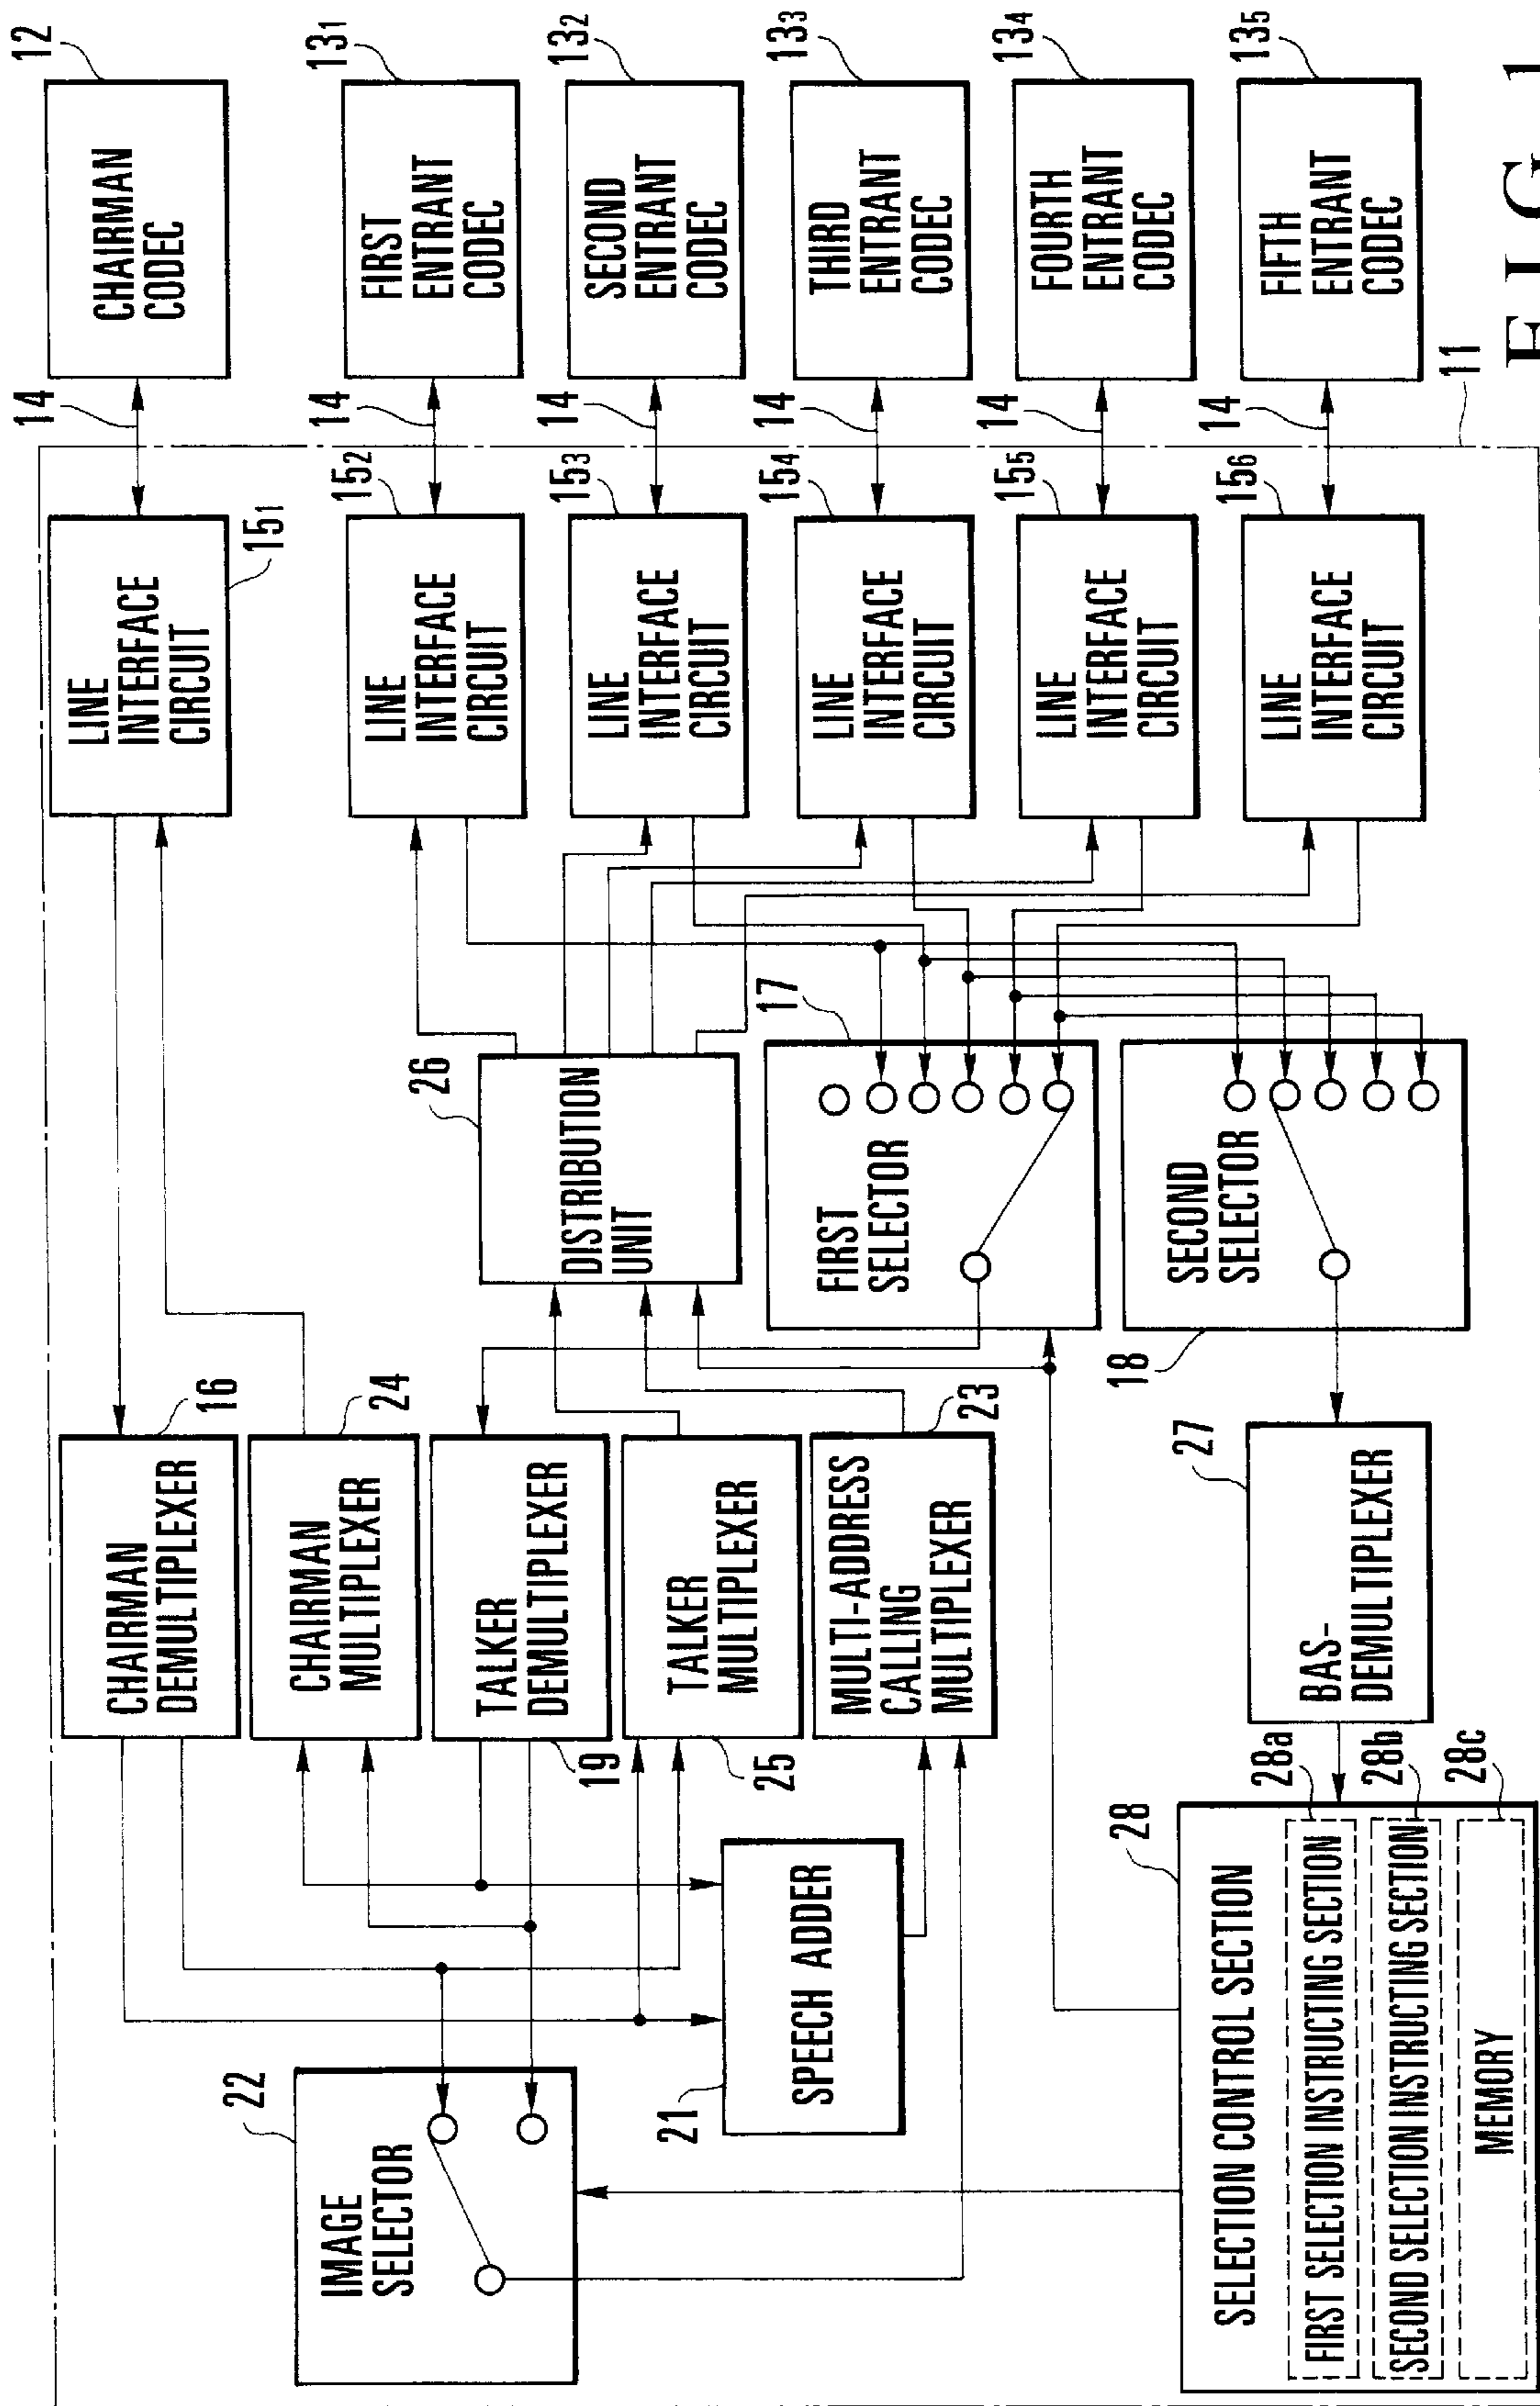 12
CHAIRMAN
CODEC
13₁
FIRST
ENTRANT
CODEC
13₂
SECOND
ENTRANT
CODEC
13₃
THIRD
ENTRANT
CODEC
13₄
FOURTH
ENTRANT
CODEC
13₅
FIFTH
ENTRANT
CODEC
14
14
14
14
14
14
11
LINE
INTERFACE
CIRCUIT
15₁
LINE
INTERFACE
CIRCUIT
15₂
LINE
INTERFACE
CIRCUIT
15₃
LINE
INTERFACE
CIRCUIT
15₄
LINE
INTERFACE
CIRCUIT
15₅
LINE
INTERFACE
CIRCUIT
15₆
26
DISTRIBUTION
UNIT
17
FIRST
SELECTOR
SECOND
SELECTOR
18
CHAIRMAN
DEMULTIPLEXER
16
CHAIRMAN
MULTIPLEXER
24
TALKER
DEMULTIPLEXER
19
TALKER
MULTIPLEXER
25
MULTI-ADDRESS
CALLING
MULTIPLEXER
23
27
BAS-
DEMULTIPLEXER
22
IMAGE
SELECTOR
21
SPEECH ADDER
28
SELECTION CONTROL SECTION
28a
FIRST SELECTION INSTRUCTING SECTION
28b
SECOND SELECTION INSTRUCTING SECTION
28c
MEMORY
FIG.1